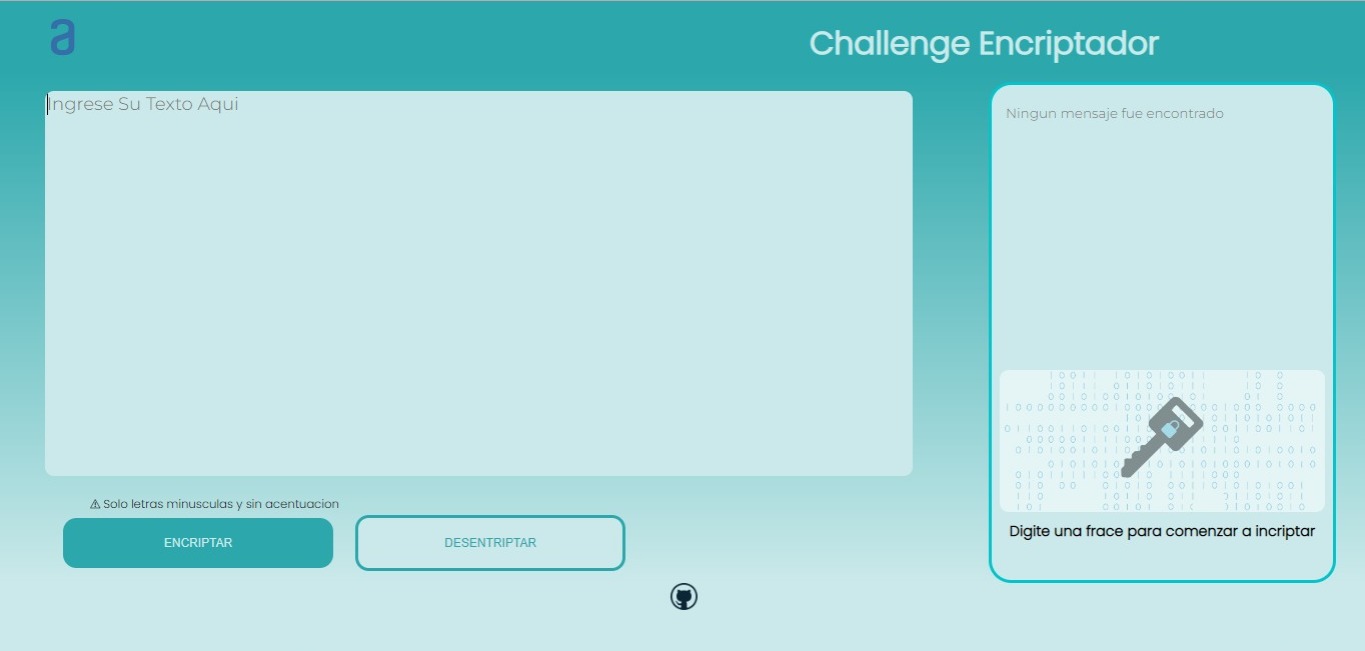 a
Challenge Encriptador
Ingrese Su Texto Aqui
Ningun mensaje fue encontrado
⚠ Solo letras minusculas y sin acentuacion
ENCRIPTAR
DESENTRIPTAR
Digite una frace para comenzar a incriptar